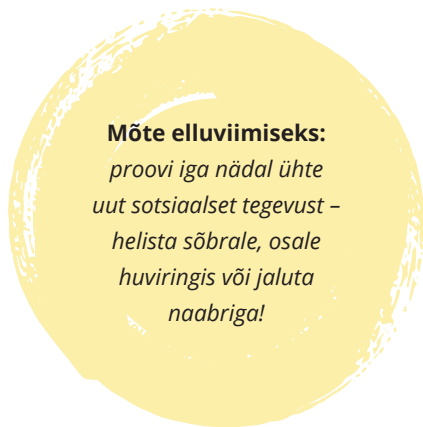 Mõte elluviimiseks:
proovi iga nädal ühte
uut sotsiaalset tegevust –
helista sõbrale, osale
huviringis või jaluta
naabriga!